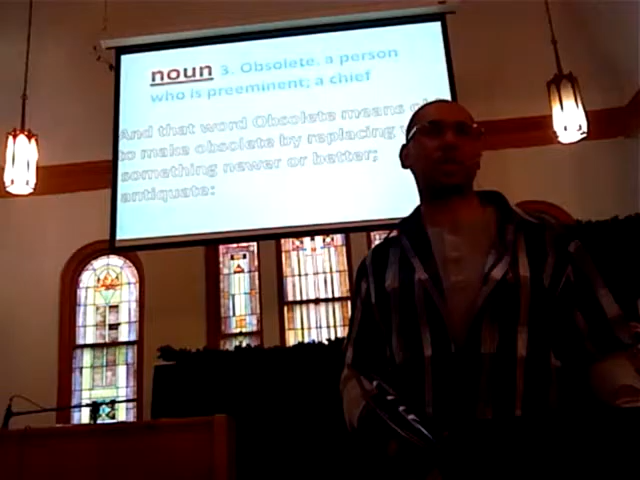 noun 3. Obsolete. a person
who is preeminent; a chief
And that word Obsolete means
to make obsolete by replacing
something newer or better;
antiquate: